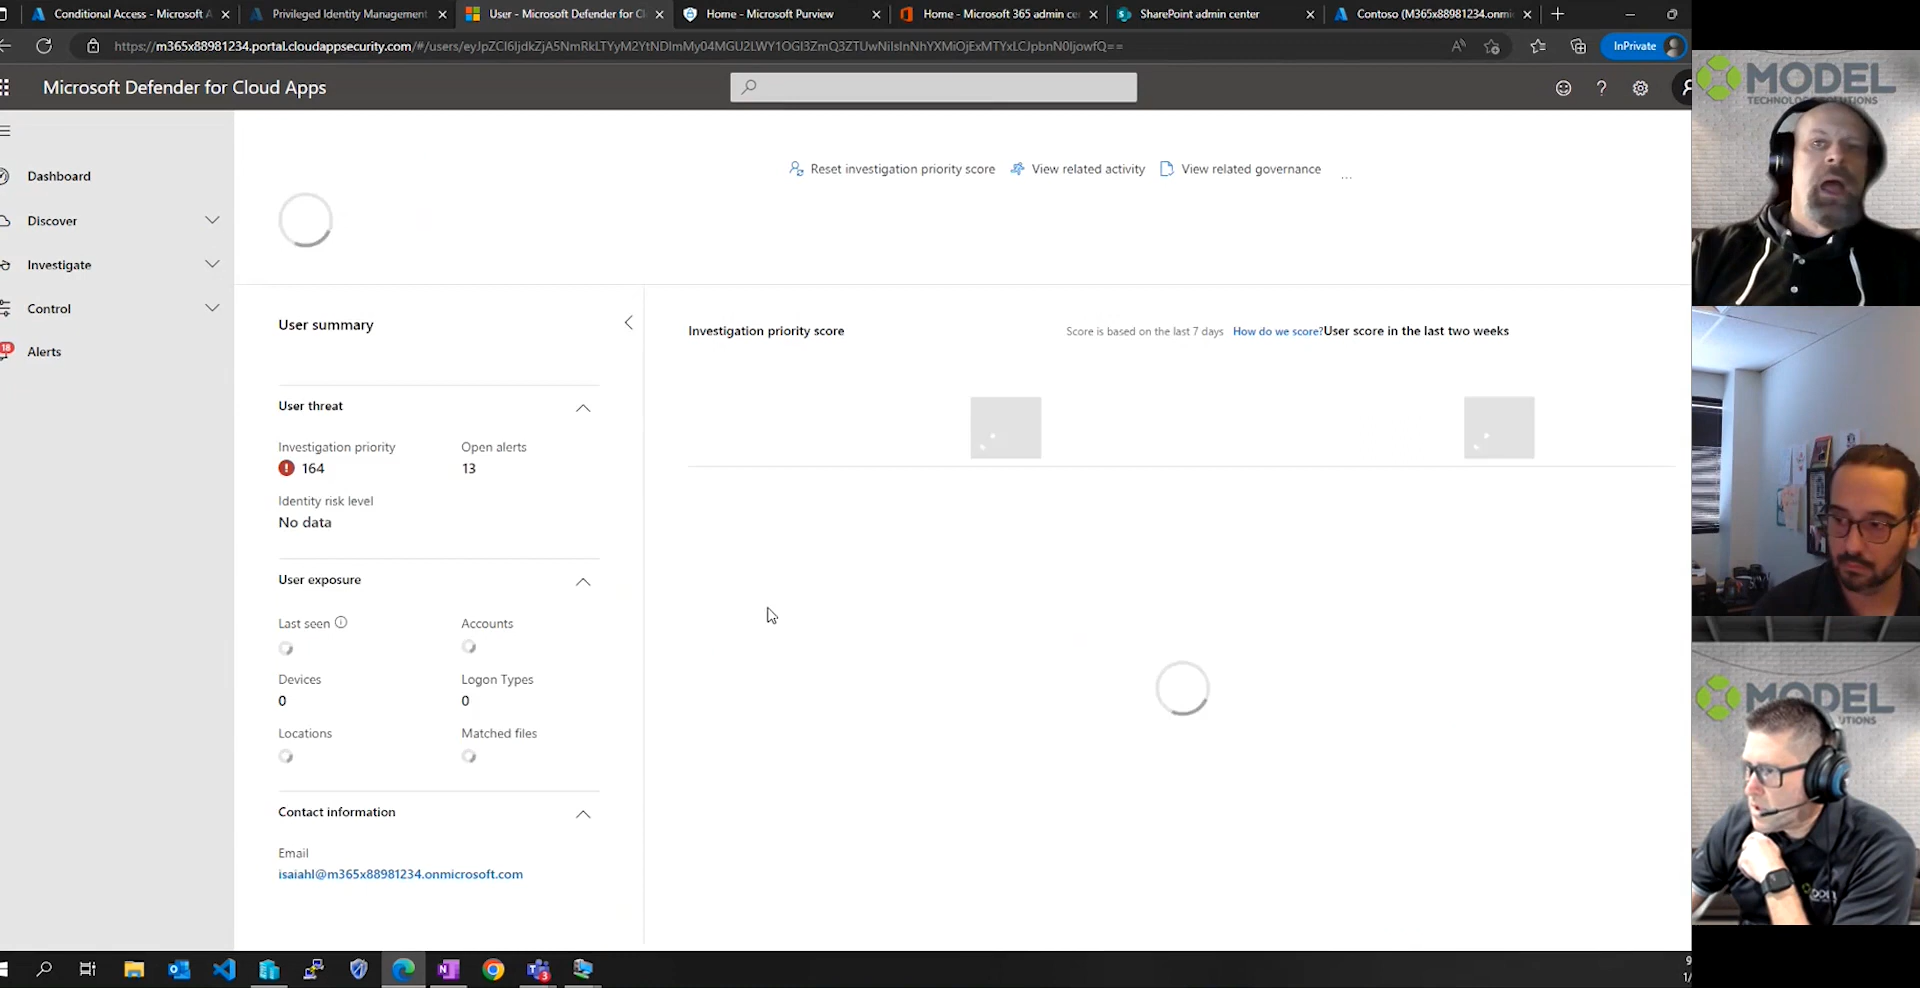 Conditional Access - Microsoft A
Privileged Identity Management
User - Microsoft Defender for Cl
Home - Microsoft Purview
Home - Microsoft 365 admin ce
SharePoint admin center
Contoso (M365x88981234.onmi
https://m365x88981234.portal.cloudappsecurity.com/#/users/
InPrivate
Microsoft Defender for Cloud Apps
Dashboard
Discover
Investigate
Control
18
Alerts
Reset investigation priority score
View related activity
View related governance
...
User summary
User threat
Investigation priority
Open alerts
164
13
Identity risk level
No data
User exposure
Last seen
Accounts
Devices
Logon Types
0
0
Locations
Matched files
Contact information
Email
isaiahl@m365x88981234.onmicrosoft.com
Investigation priority score
Score is based on the last 7 days
How do we score?
User score in the last two weeks
MODEL
MODEL
MODEL
3